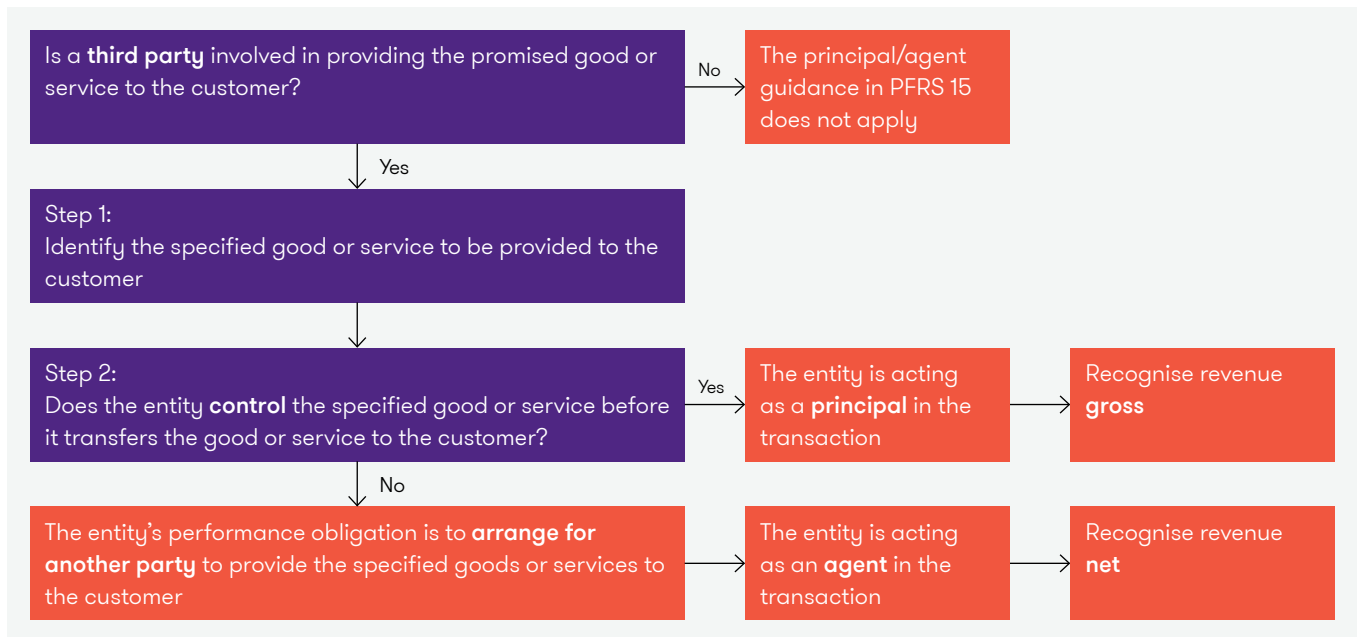 Is a third party involved in providing the promised good or
service to the customer?
No
The principal/agent
guidance in PFRS 15
does not apply
Yes
Step 1:
Identify the specified good or service to be provided to the
customer
Step 2:
Does the entity control the specified good or service before
it transfers the good or service to the customer?
Yes
The entity is acting
as a principal in the
transaction
Recognise revenue
gross
No
The entity’s performance obligation is to arrange for
another party to provide the specified goods or services to
the customer
The entity is acting
as an agent in the
transaction
Recognise revenue
net